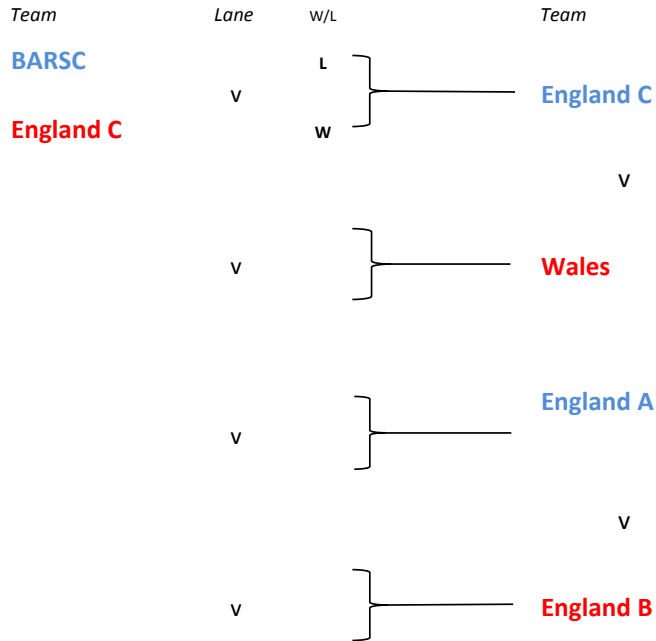 Team Lane W/L Team
BARSC L
v England C
England C W
v
v Wales
England A
v
v
v England B